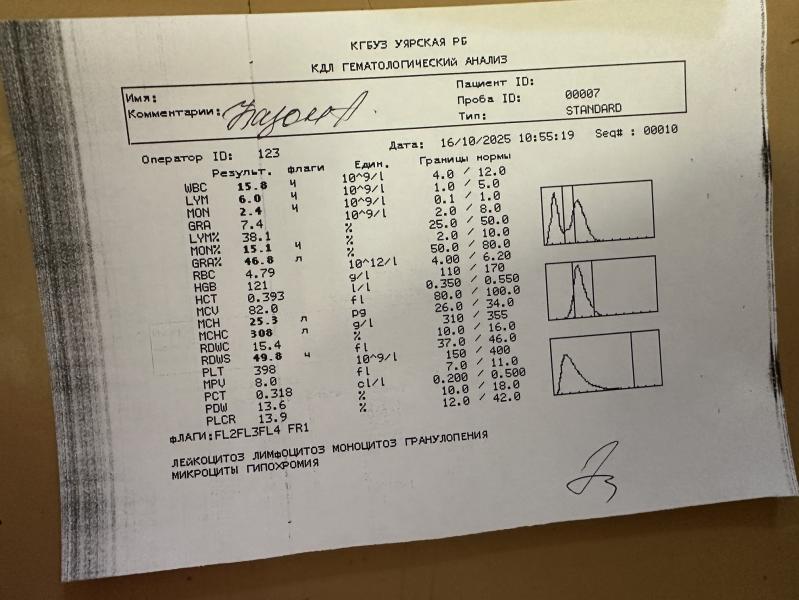 КГБУЗ УЯРСКАЯ РБ
КДЛ ГЕМАТОЛОГИЧЕСКИЙ АНАЛИЗ
Имя: Пациент ID:
Комментарии: Проба ID: 00007
Тип: STANDARD
Оператор ID: 123 Дата: 16/10/2025 10:55:19 Seq# : 00010
Результ. флаги Един. Границы нормы
WBC 15.8 Ч 10^9/l 4.0 / 12.0
LYM 6.0 Ч 10^9/l 1.0 / 5.0
MON 2.4 Ч 10^9/l 0.1 / 1.0
GRA 7.4 2.0 / 8.0
LYM% 38.1 % 25.0 / 50.0
MON% 15.1 Ч % 2.0 / 10.0
GRA% 46.8 Л % 50.0 / 80.0
RBC 4.79 10^12/l 4.00 / 6.20
HGB 121 g/l 110 / 170
HCT 0.393 l/l 0.350 / 0.550
MCV 82.0 fl 80.0 / 100.0
MCH 25.3 Л pg 26.0 / 34.0
MCHC 308 Л g/l 310 / 355
RDWC 15.4 % 10.0 / 16.0
RDWS 49.8 Ч fl 37.0 / 46.0
PLT 398 10^9/l 150 / 400
MPV 8.0 fl 7.0 / 11.0
PCT 0.318 cl/l 0.200 / 0.500
PDW 13.6 % 10.0 / 18.0
PLCR 13.9 % 12.0 / 42.0
ФЛАГИ:FL2FL3FL4 FR1
ЛЕЙКОЦИТОЗ ЛИМФОЦИТОЗ МОНОЦИТОЗ ГРАНУЛОПЕНИЯ
МИКРОЦИТЫ ГИПОХРОМИЯ